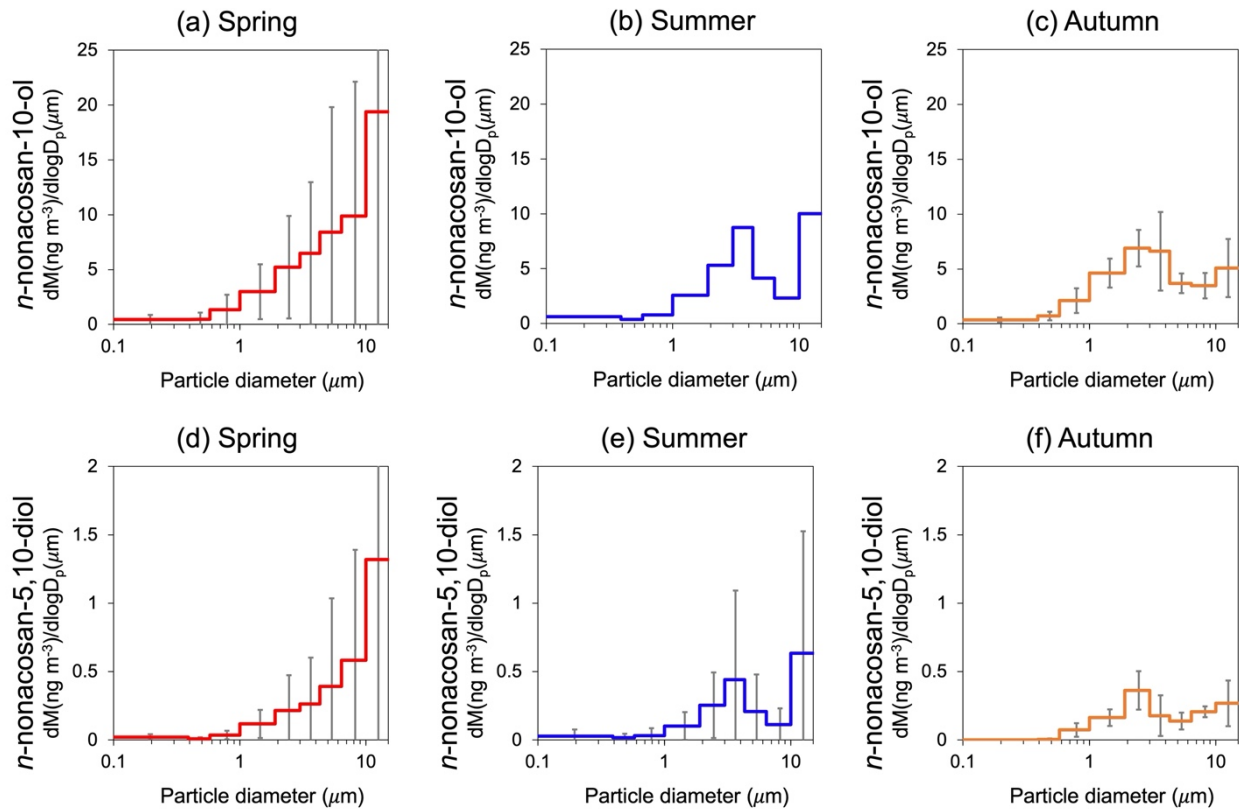 (a) Spring
n-nonacosan-10-ol
dM(ng m-3)/dlogDp(μm)
25
20
15
10
5
0
0.1
1
10
Particle diameter (μm)
(b) Summer
n-nonacosan-10-ol
dM(ng m-3)/dlogDp(μm)
25
20
15
10
5
0
0.1
1
10
Particle diameter (μm)
(c) Autumn
n-nonacosan-10-ol
dM(ng m-3)/dlogDp(μm)
25
20
15
10
5
0
0.1
1
10
Particle diameter (μm)
(d) Spring
n-nonacosan-5,10-diol
dM(ng m-3)/dlogDp(μm)
2
1.5
1
0.5
0
0.1
1
10
Particle diameter (μm)
(e) Summer
n-nonacosan-5,10-diol
dM(ng m-3)/dlogDp(μm)
2
1.5
1
0.5
0
0.1
1
10
Particle diameter (μm)
(f) Autumn
n-nonacosan-5,10-diol
dM(ng m-3)/dlogDp(μm)
2
1.5
1
0.5
0
0.1
1
10
Particle diameter (μm)